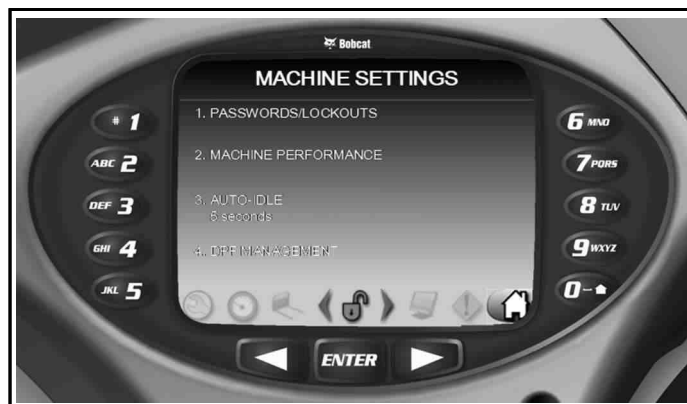 Bobcat
MACHINE SETTINGS
1. PASSWORDS/LOCKOUTS
2. MACHINE PERFORMANCE
3. AUTO-IDLE
5 seconds
4. DPF MANAGEMENT
# 1
ABC 2
DEF 3
GHI 4
JKL 5
6 MNO
7 PQRS
8 TUV
9 WXYZ
0
ENTER